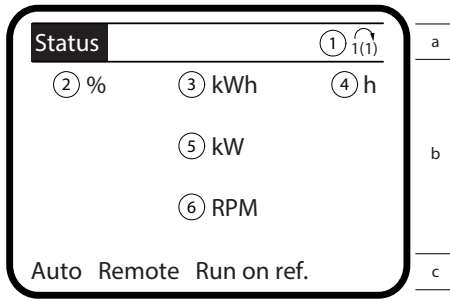 Status ① 1(1) a
② % ③ kWh ④ h
⑤ kW b
⑥ RPM
Auto Remote Run on ref. c